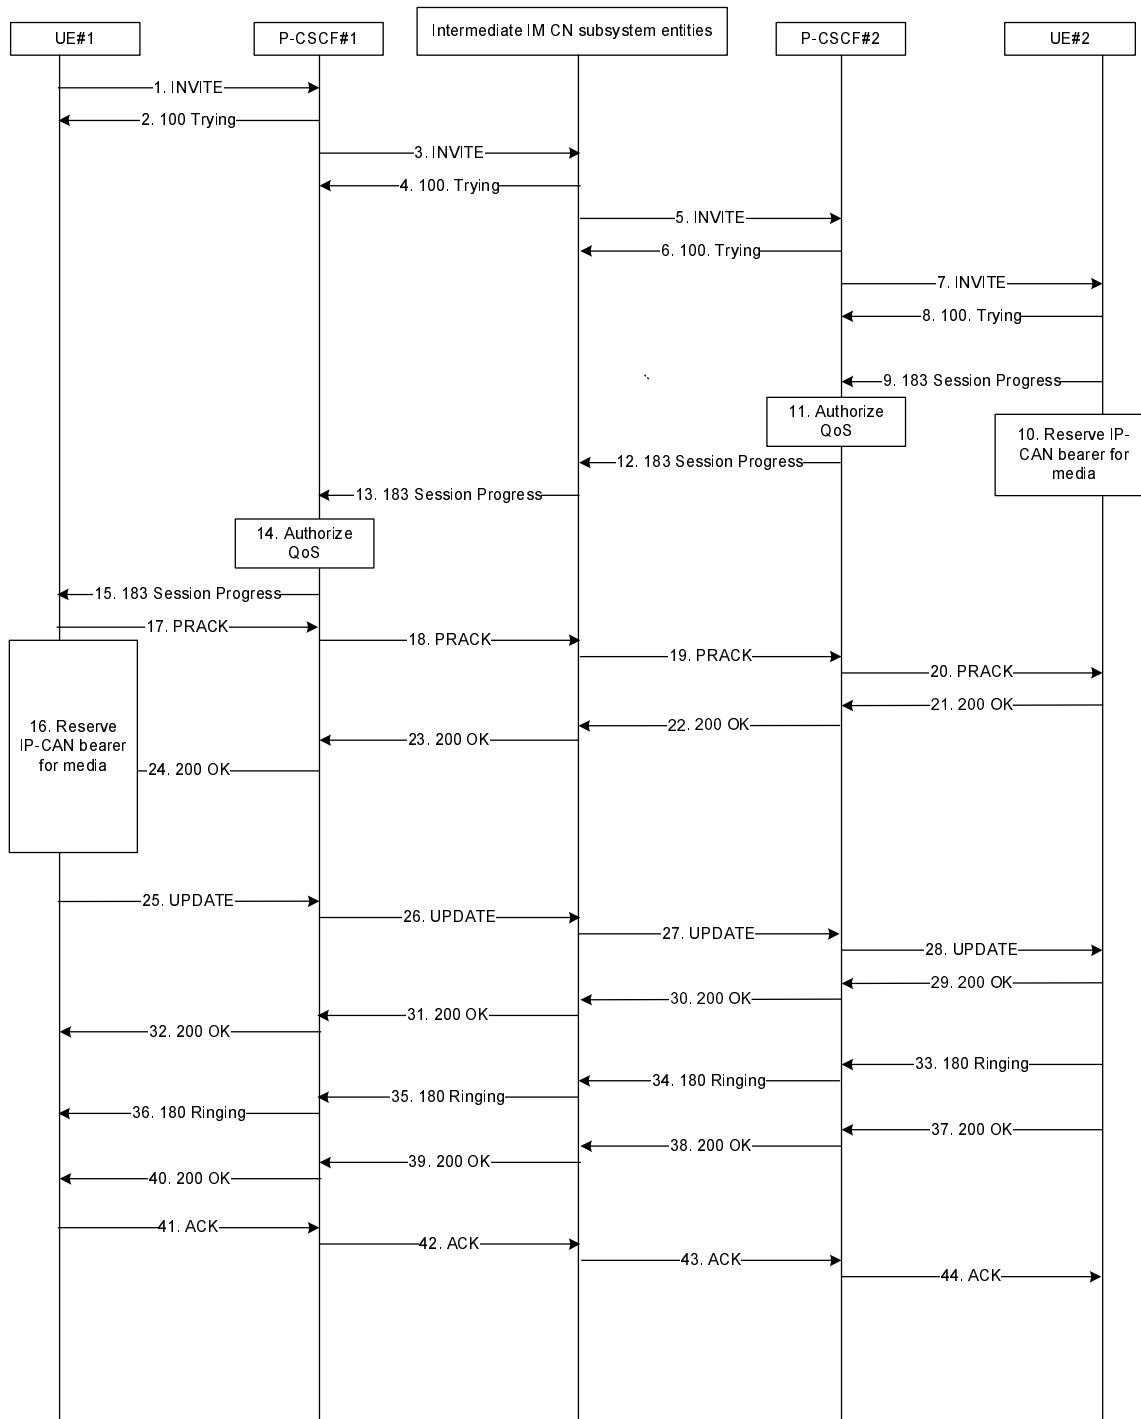 UE#1
P-CSCF#1
Intermediate IM CN subsystem entities
P-CSCF#2
UE#2
1. INVITE
2. 100 Trying
3. INVITE
4. 100. Trying
5. INVITE
6. 100. Trying
7. INVITE
8. 100. Trying
9. 183 Session Progress
11. Authorize
QoS
10. Reserve IP-
CAN bearer for
media
12. 183 Session Progress
13. 183 Session Progress
14. Authorize
QoS
15. 183 Session Progress
17. PRACK
18. PRACK
19. PRACK
20. PRACK
21. 200 OK
22. 200 OK
23. 200 OK
16. Reserve
IP-CAN bearer
for media
24. 200 OK
25. UPDATE
26. UPDATE
27. UPDATE
28. UPDATE
29. 200 OK
30. 200 OK
31. 200 OK
32. 200 OK
33. 180 Ringing
34. 180 Ringing
35. 180 Ringing
36. 180 Ringing
37. 200 OK
38. 200 OK
39. 200 OK
40. 200 OK
41. ACK
42. ACK
43. ACK
44. ACK